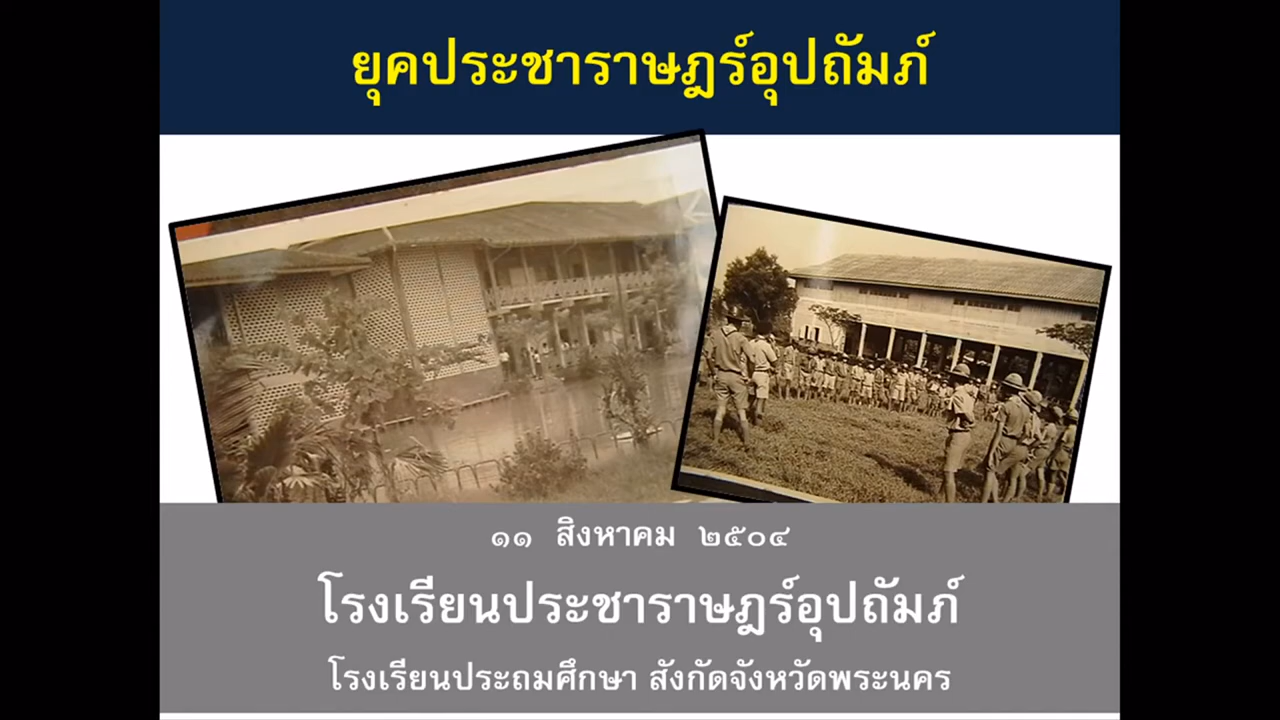 ยุคประชาราษฎร์อุปถัมภ์
๑๑ สิงหาคม ๒๕๐๔
โรงเรียนประชาราษฎร์อุปถัมภ์
โรงเรียนประถมศึกษา สังกัดจังหวัดพระนคร